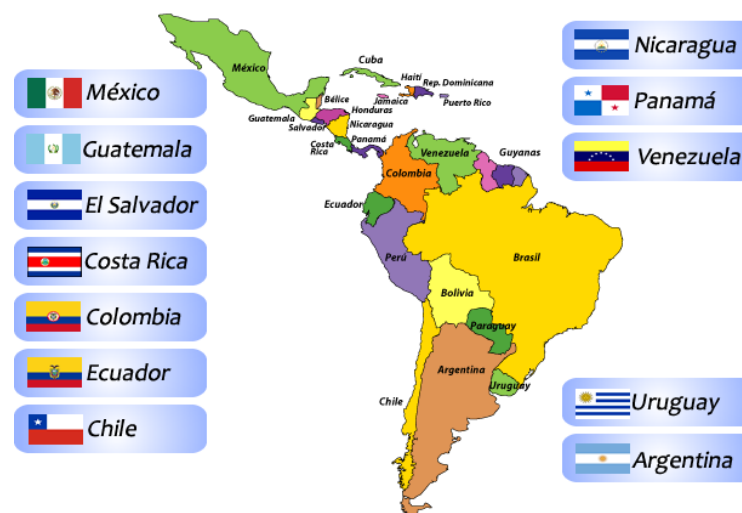 México
Guatemala
El Salvador
Costa Rica
Colombia
Ecuador
Chile
México
Cuba
Haití
Rep. Dominicana
Jamaica
Puerto Rico
Bélice
Honduras
Guatemala
Salvador
Nicaragua
Costa
Rica
Panamá
Venezuela
Guyanas
Colombia
Ecuador
Perú
Brasil
Bolivia
Paraguay
Argentina
Chile
Uruguay
Nicaragua
Panamá
Venezuela
Uruguay
Argentina